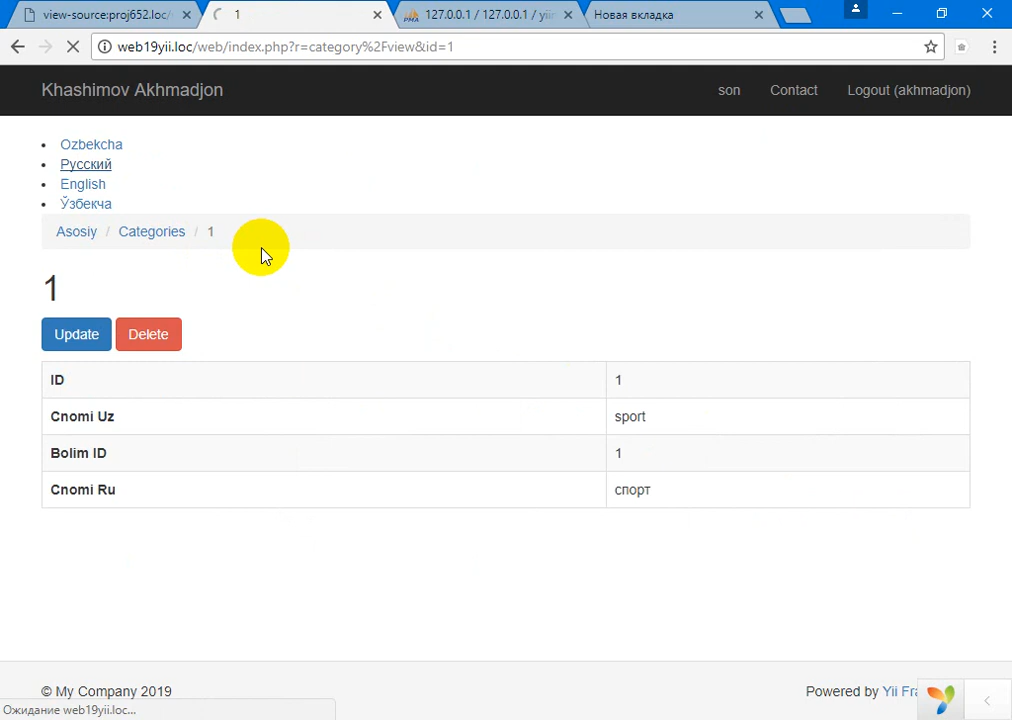 view-source:proj652.loc/
1
127.0.0.1 / 127.0.0.1 / yii
Новая вкладка
web19yii.loc/web/index.php?r=category%2Fview&id=1
Khashimov Akhmadjon
son
Contact
Logout (akhmadjon)
Ozbekcha
Русский
English
Ўзбекча
Asosiy / Categories / 1
1
Update
Delete
ID 1
Cnomi Uz sport
Bolim ID 1
Cnomi Ru спорт
© My Company 2019
Powered by Yii Fra
Ожидание web19yii.loc...